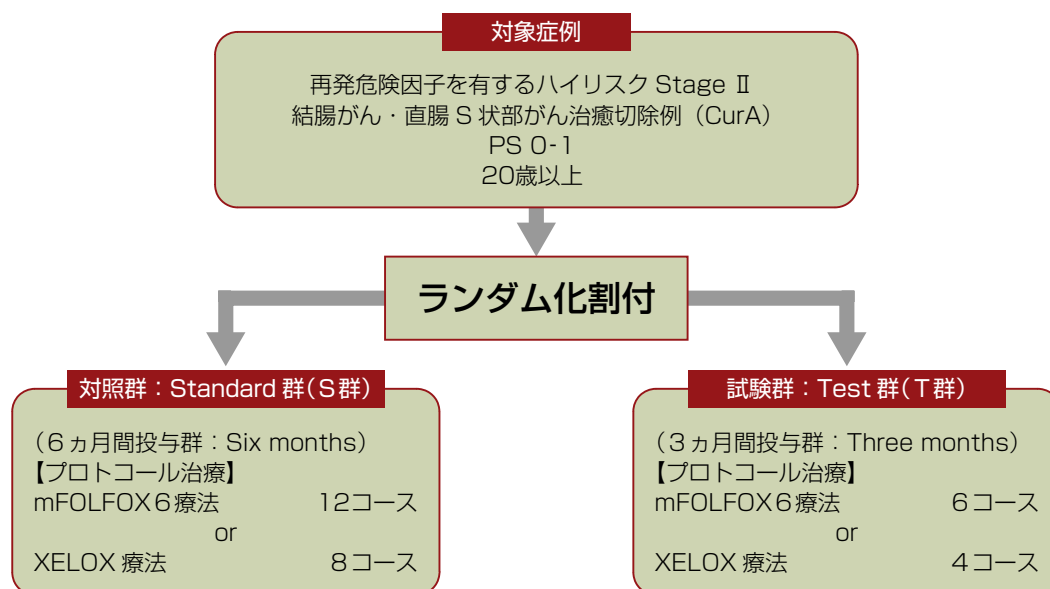 対象症例
再発危険因子を有するハイリスク Stage Ⅱ
結腸がん・直腸 S 状部がん治癒切除例（CurA）
PS 0-1
20歳以上
ランダム化割付
対照群：Standard 群（S群）
（6ヵ月間投与群：Six months）
【プロトコール治療】
mFOLFOX6療法 12コース
or
XELOX 療法 8コース
試験群：Test 群（T群）
（3ヵ月間投与群：Three months）
【プロトコール治療】
mFOLFOX6療法 6コース
or
XELOX 療法 4コース